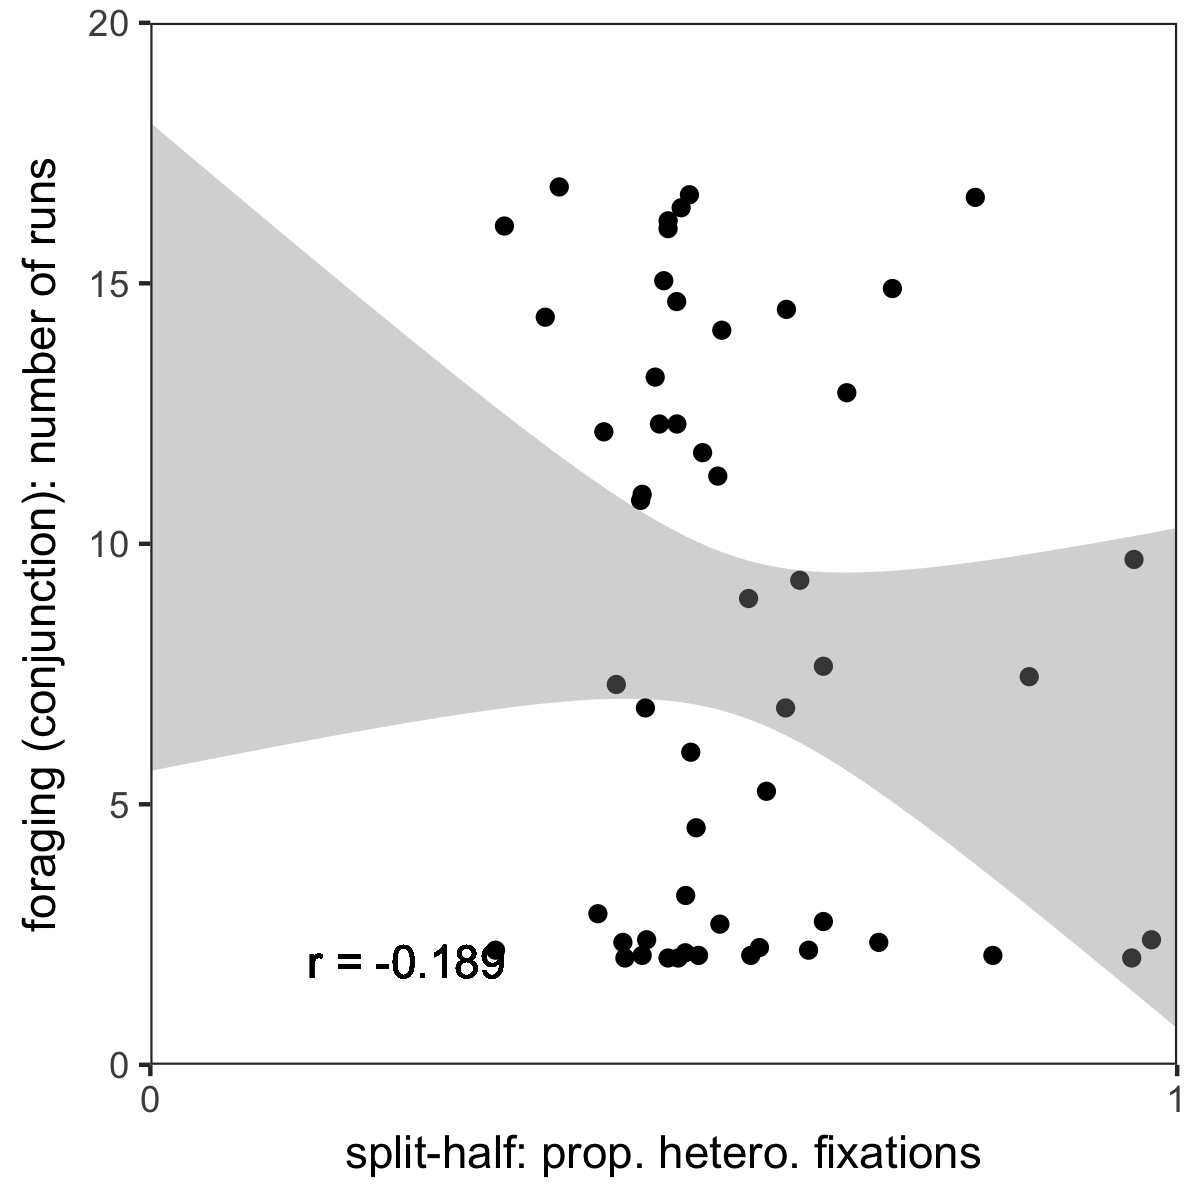 foraging (conjunction): number of runs
20
15
10
5
0
r = -0.189
0
1
split-half: prop. hetero. fixations